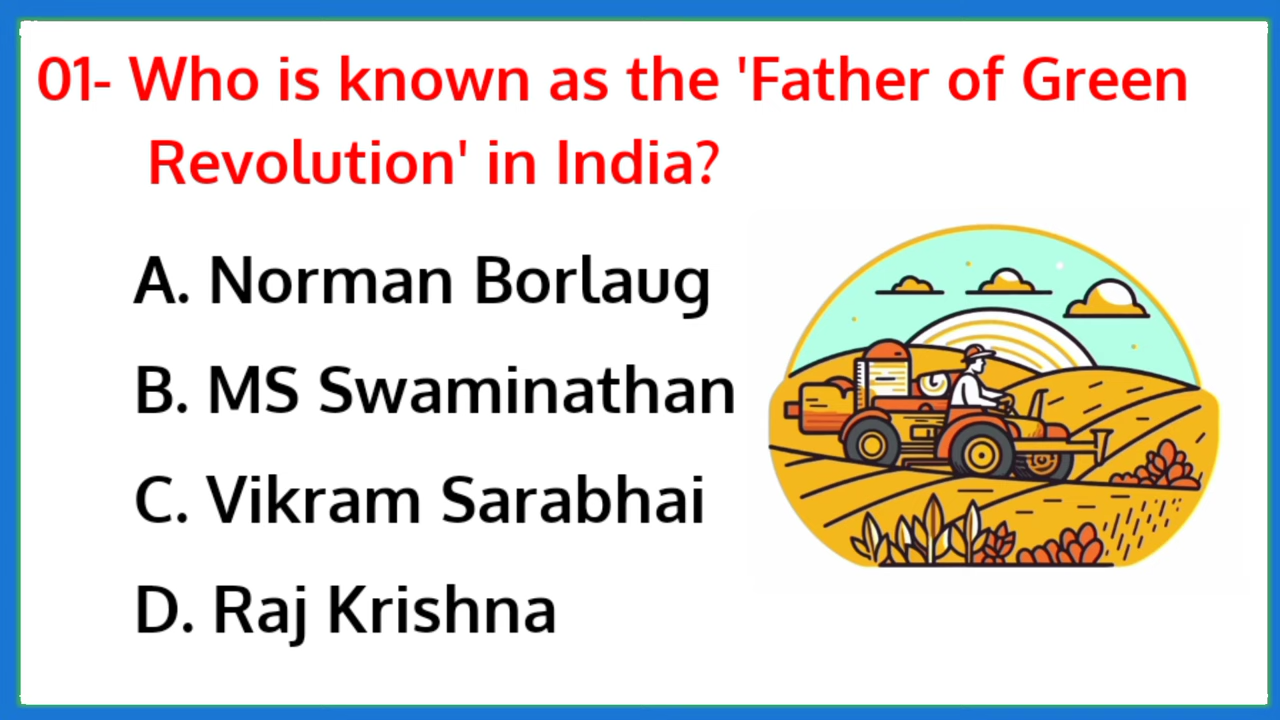 01- Who is known as the 'Father of Green
Revolution' in India?
A. Norman Borlaug
B. MS Swaminathan
C. Vikram Sarabhai
D. Raj Krishna